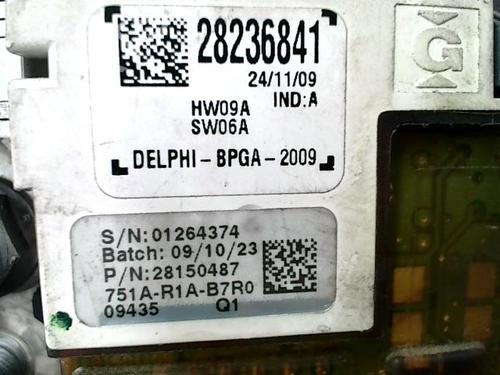 28236841
24/11/09
IND:A
HW09A
SW06A
DELPHI-BPGA-2009
G
S/N:01264374
Batch: 09/10/23
P/N:28150487
751A-R1A-B7R0
09435 Q1